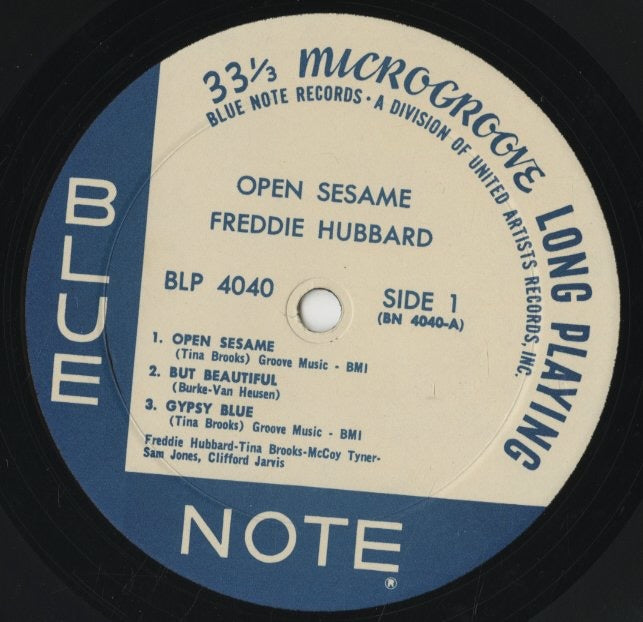 33⅓ MICROGROOVE LONG PLAYING
BLUE NOTE RECORDS • A DIVISION OF UNITED ARTISTS RECORDS, INC.
OPEN SESAME
FREDDIE HUBBARD
BLP 4040
SIDE 1
(BN 4040-A)
1. OPEN SESAME
(Tina Brooks) Groove Music - BMI
2. BUT BEAUTIFUL
(Burke-Van Heusen)
3. GYPSY BLUE
(Tina Brooks) Groove Music - BMI
Freddie Hubbard-Tina Brooks-McCoy Tyner-
Sam Jones, Clifford Jarvis
BLUE
NOTE®